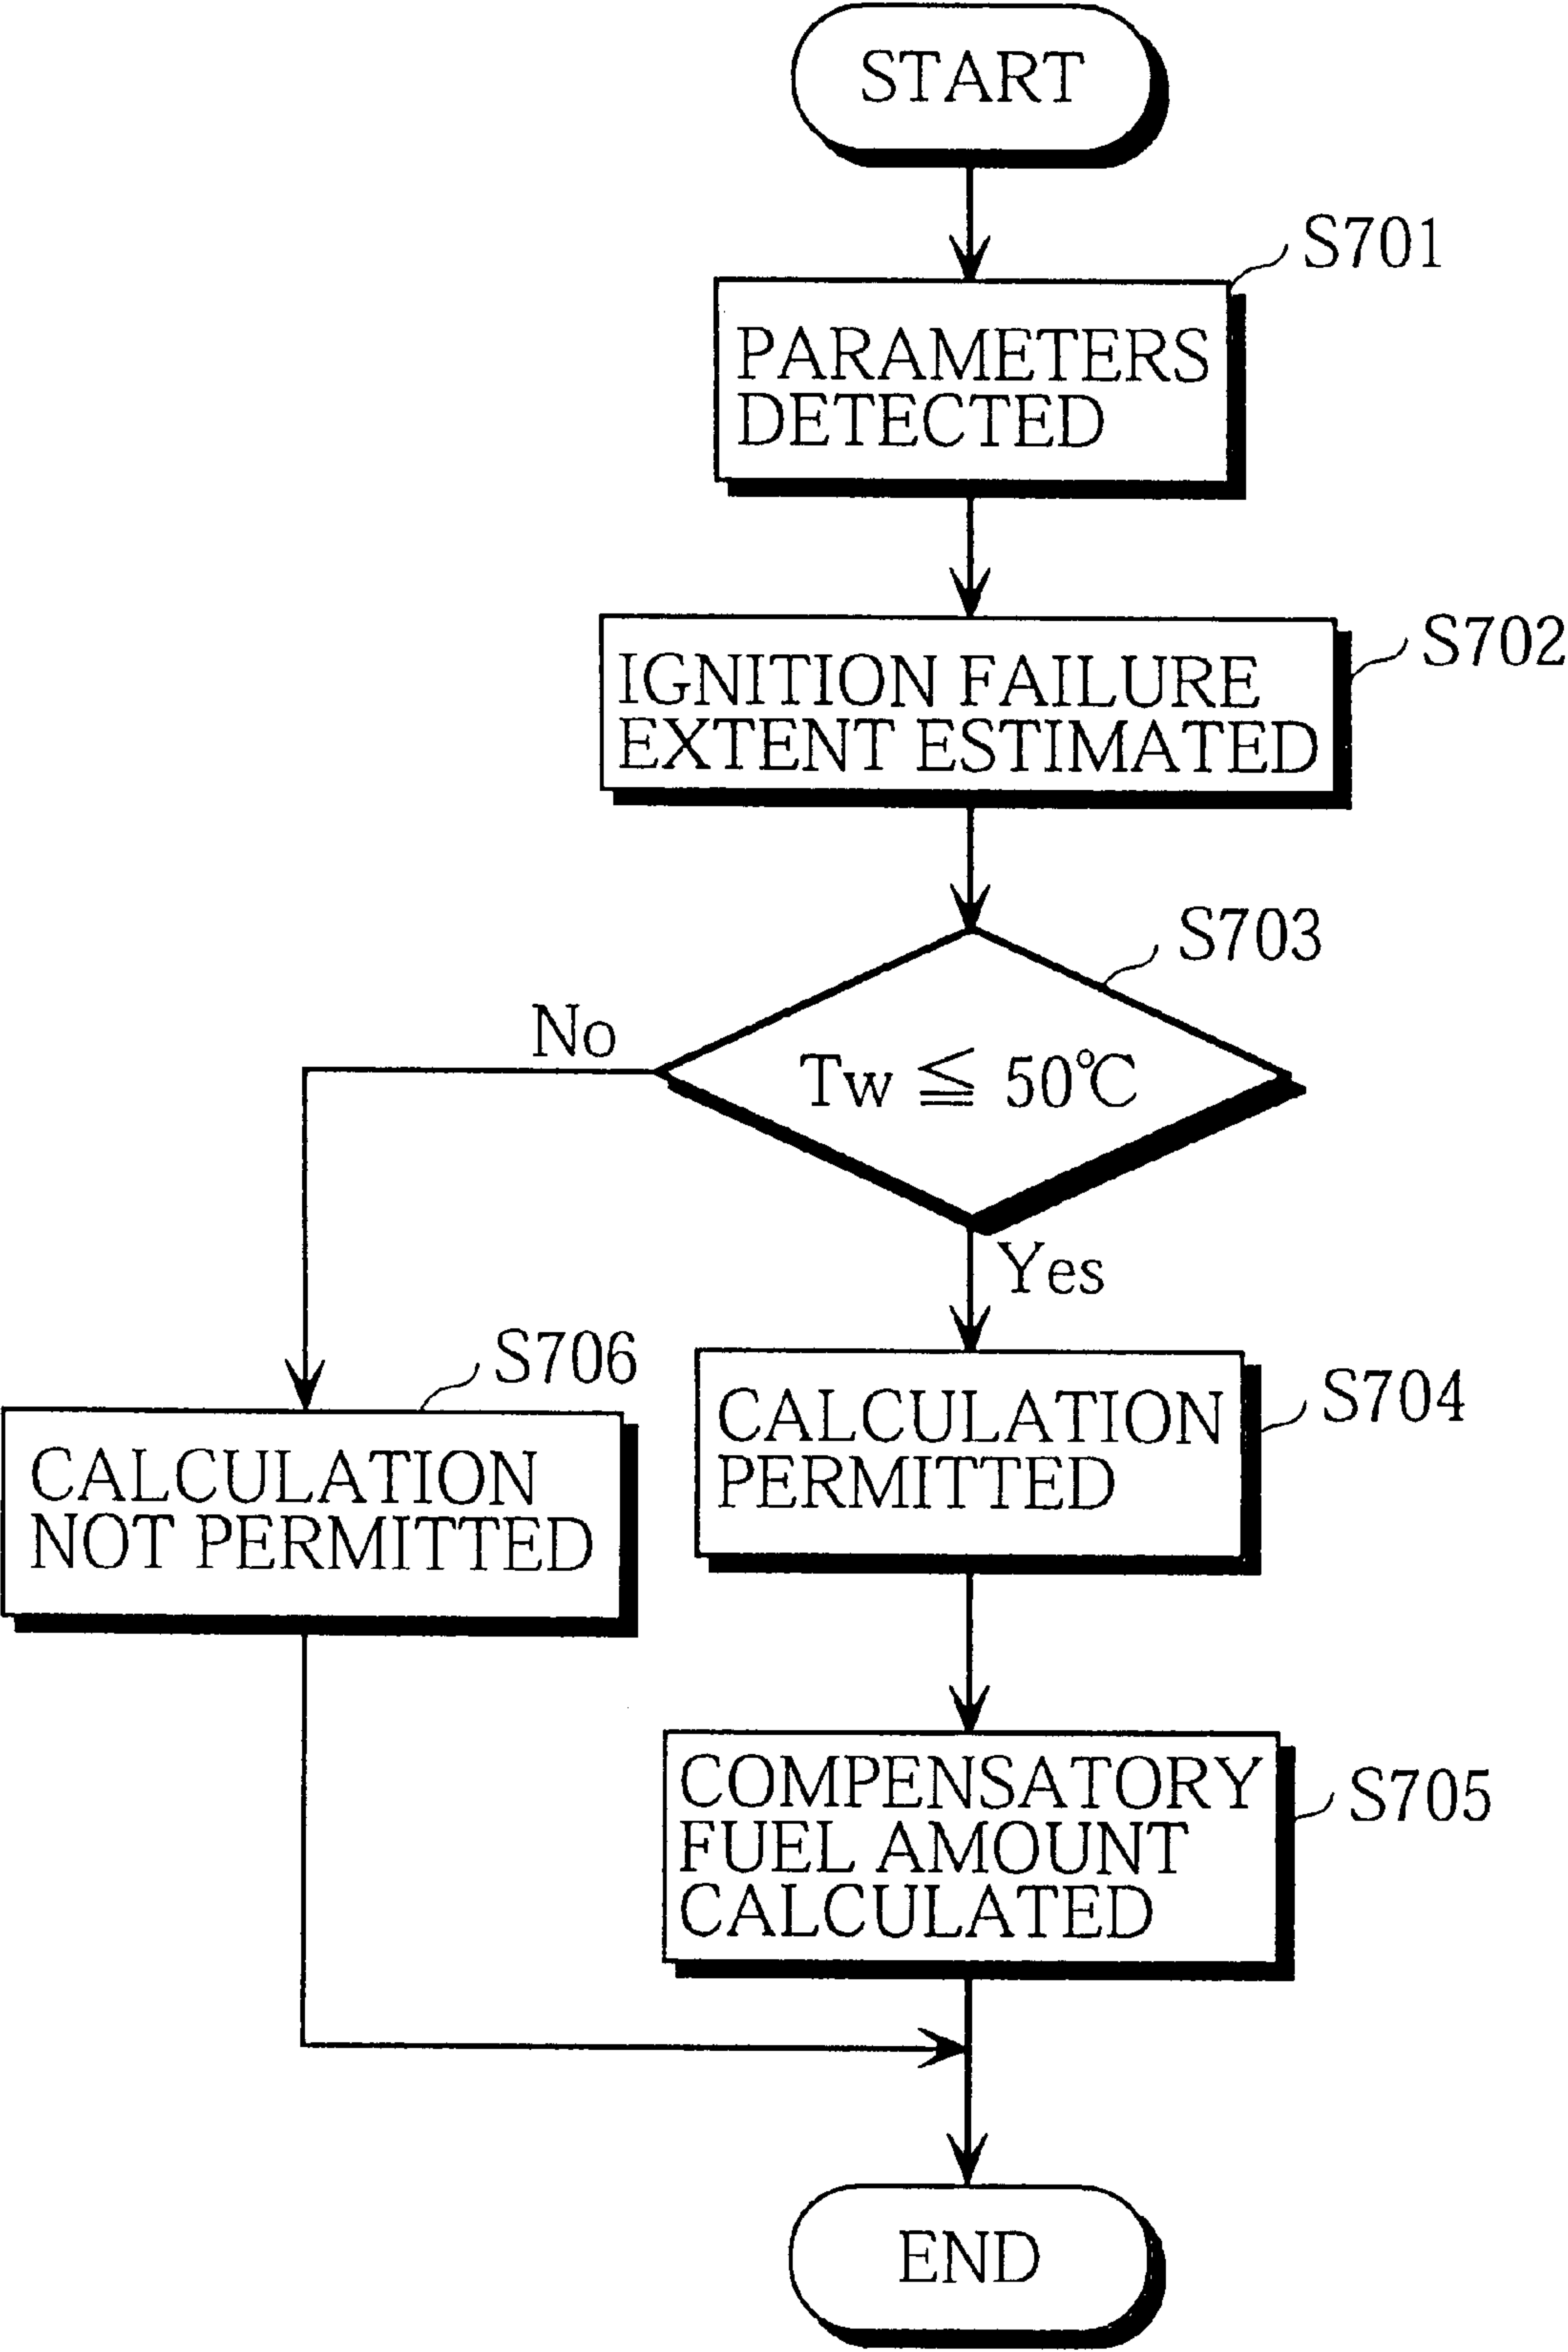 START
S701
PARAMETERS
DETECTED
S702
IGNITION FAILURE
EXTENT ESTIMATED
S703
No
Tw ≦ 50℃
Yes
S706
CALCULATION
NOT PERMITTED
S704
CALCULATION
PERMITTED
S705
COMPENSATORY
FUEL AMOUNT
CALCULATED
END